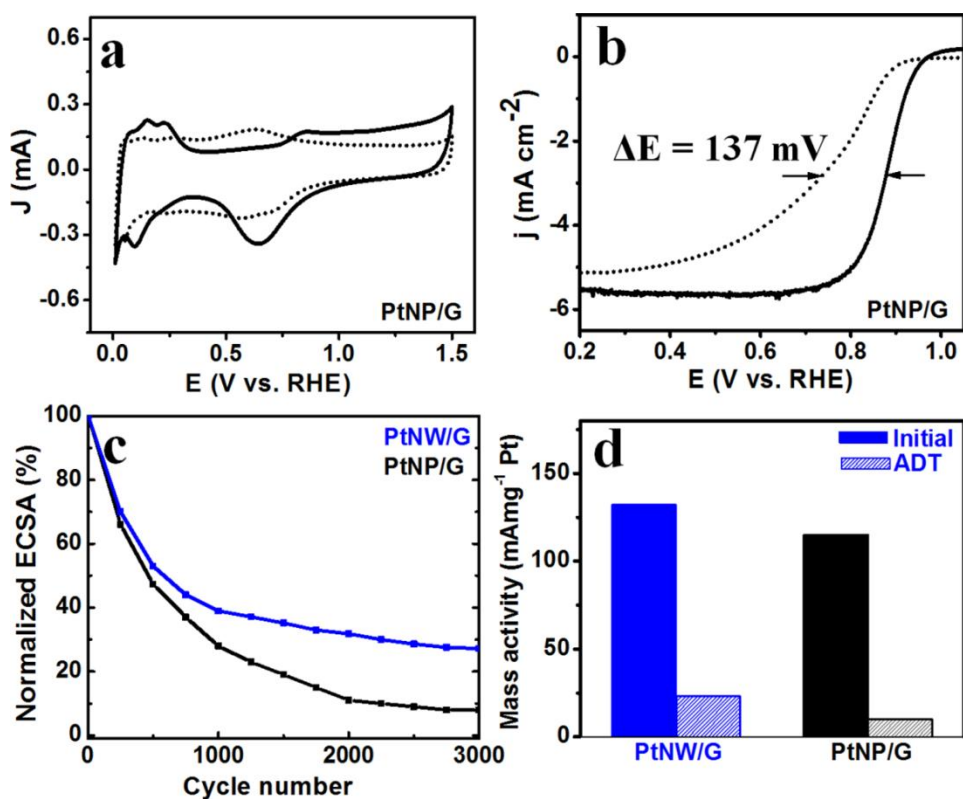 a
0.6
0.3
0.0
-0.3
-0.6
J (mA)
0.0
0.5
1.0
1.5
E (V vs. RHE)
PtNP/G
b
0
-2
-4
-6
j (mA cm-2)
ΔE = 137 mV
0.2
0.4
0.6
0.8
1.0
E (V vs. RHE)
PtNP/G
c
PtNW/G
PtNP/G
100
80
60
40
20
0
Normalized ECSA (%)
0
1000
2000
3000
Cycle number
d
Initial
ADT
150
100
50
0
Mass activity (mAmg-1 Pt)
PtNW/G
PtNP/G